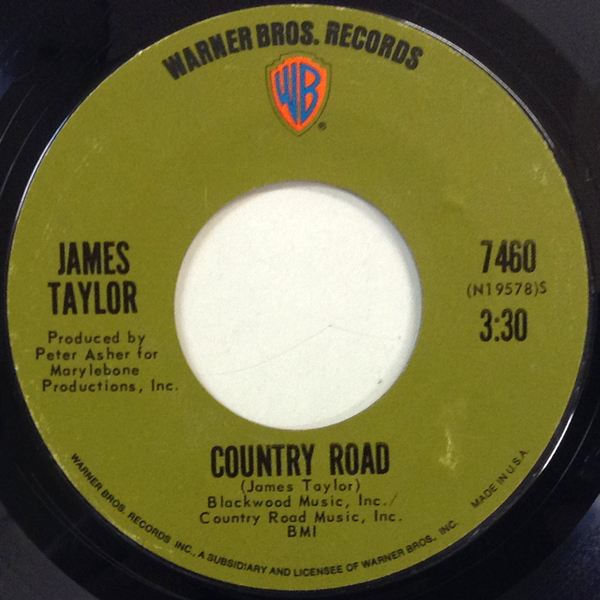 WARNER BROS. RECORDS
WB
®
JAMES
TAYLOR
Produced by
Peter Asher for
Marylebone
Productions, Inc.
7460
(N19578)S
3:30
COUNTRY ROAD
(James Taylor)
Blackwood Music, Inc./
Country Road Music, Inc.
BMI
WARNER BROS. RECORDS INC., A SUBSIDIARY AND LICENSEE OF WARNER BROS., INC. MADE IN U.S.A.